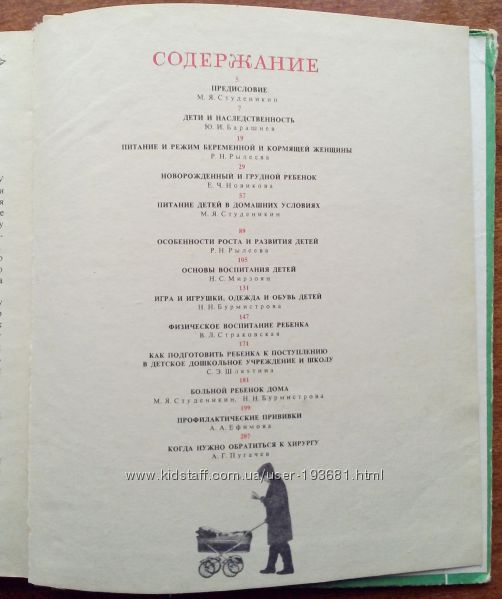 СОДЕРЖАНИЕ
5
ПРЕДИСЛОВИЕ
М. Я. Студеникин
7
ДЕТИ И НАСЛЕДСТВЕННОСТЬ
Ю. И. Барашнев
19
ПИТАНИЕ И РЕЖИМ БЕРЕМЕННОЙ И КОРМЯЩЕЙ ЖЕНЩИНЫ
Р. Н. Рылеева
29
НОВОРОЖДЕННЫЙ И ГРУДНОЙ РЕБЕНОК
Е. Ч. Новикова
57
ПИТАНИЕ ДЕТЕЙ В ДОМАШНИХ УСЛОВИЯХ
М. Я. Студеникин
89
ОСОБЕННОСТИ РОСТА И РАЗВИТИЯ ДЕТЕЙ
Р. Н. Рылеева
105
ОСНОВЫ ВОСПИТАНИЯ ДЕТЕЙ
Н. С. Мирзоян
131
ИГРА И ИГРУШКИ, ОДЕЖДА И ОБУВЬ ДЕТЕЙ
Н. Н. Бурмистрова
147
ФИЗИЧЕСКОЕ ВОСПИТАНИЕ РЕБЕНКА
В. Л. Страковская
171
КАК ПОДГОТОВИТЬ РЕБЕНКА К ПОСТУПЛЕНИЮ
В ДЕТСКОЕ ДОШКОЛЬНОЕ УЧРЕЖДЕНИЕ И ШКОЛУ
С. Э. Шляхтина
181
БОЛЬНОЙ РЕБЕНОК ДОМА
М. Я. Студеникин, Н. Н. Бурмистрова
199
ПРОФИЛАКТИЧЕСКИЕ ПРИВИВКИ
А. А. Ефимова
207
КОГДА НУЖНО ОБРАТИТЬСЯ К ХИРУРГУ
А. Г. Пугачев
www.kidstaff.com.ua/user-193681.html